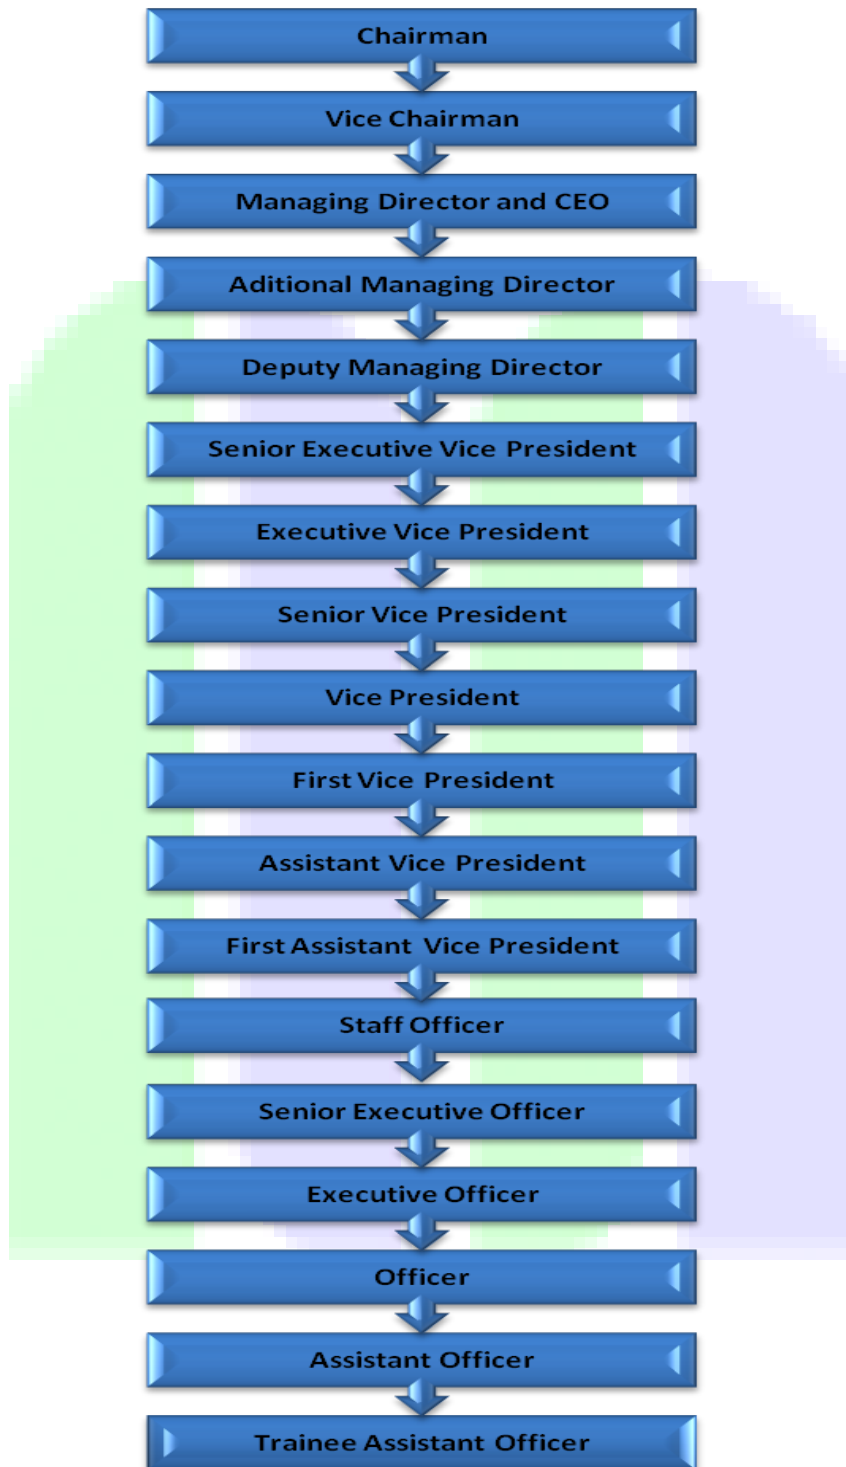 Chairman
Vice Chairman
Managing Director and CEO
Aditional Managing Director
Deputy Managing Director
Senior Executive Vice President
Executive Vice President
Senior Vice President
Vice President
First Vice President
Assistant Vice President
First Assistant Vice President
Staff Officer
Senior Executive Officer
Executive Officer
Officer
Assistant Officer
Trainee Assistant Officer